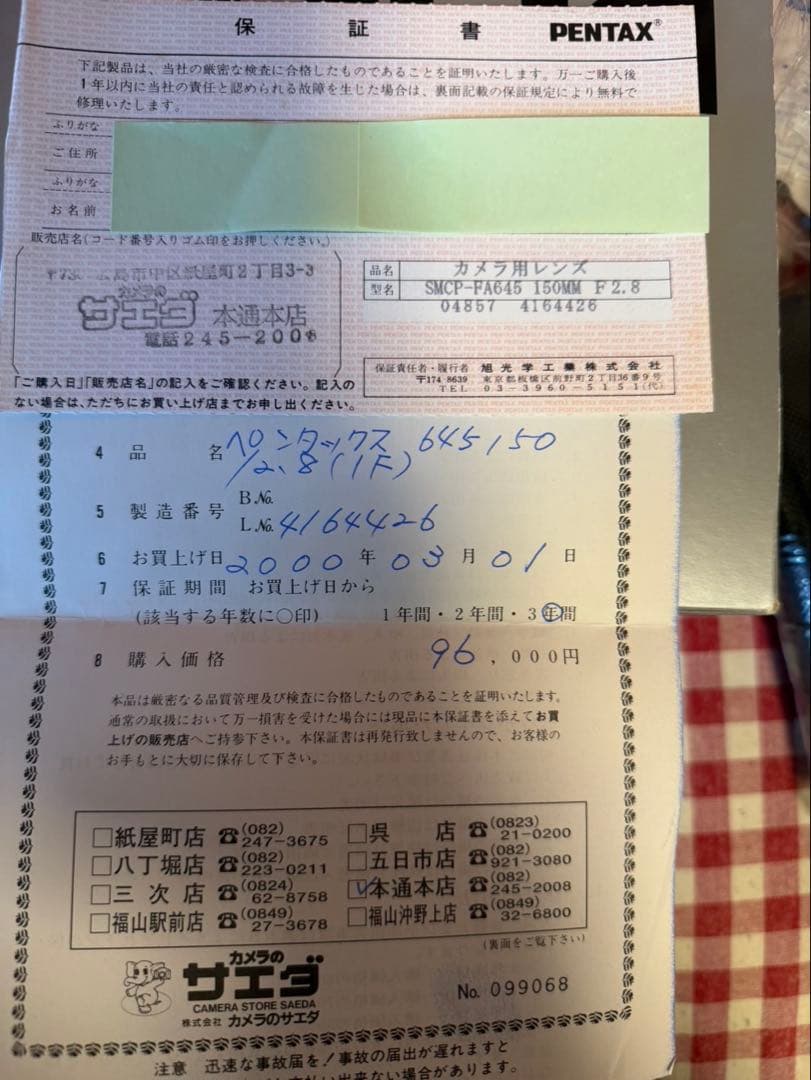 保証書 PENTAX®
下記製品は、当社の厳密な検査に合格したものであることを証明いたします。万一ご購入後
1年以内に当社の責任と認められる故障を生じた場合は、裏面記載の保証規定により無料で
修理いたします。
ふりがな
ご住所
ふりがな
お名前
販売店名(コード番号入りゴム印をお押しください。)
島市中区紙屋町2丁目3-3
カメラの
サエダ 本通本店
電話245-2008
品名 カメラ用レンズ
型名 SMCP-FA645 150MM F2.8
04857 4164426
保証責任者・履行者 旭光学工業株式会社
〒174-8639 東京都板橋区前野町2丁目36番9号
TEL 03-3960-5151(代)
「ご購入日」「販売店名」の記入をご確認ください。記入の
ない場合は、ただちにお買い上げ店までお申し出ください。
4 品名 ペンタックス 645 150
/2.8(IF)
5 製造番号 B.No.
L.No. 4164426
6 お買上げ日 2000年03月01日
7 保証期間 お買上げ日から
(該当する年数に○印) 1年間・2年間・3年間
8 購入価格 96,000円
本品は厳密なる品質管理及び検査に合格したものであることを証明いたします。
通常の取扱において万一損害を受けた場合には現品に本保証書を添えてお買
上げの販売店へご持参下さい。本保証書は再発行致しませんので、お客様の
お手もとに大切に保存して下さい。
□紙屋町店 ☎(082)247-3675 □呉店 ☎(0823)21-0200
□八丁堀店 ☎(082)223-0211 □五日市店 ☎(082)921-3080
□三次店 ☎(0824)62-8758 ☑本通本店 ☎(082)245-2008
□福山駅前店 ☎(0849)27-3678 □福山沖野上店 ☎(0849)32-6800
(裏面をご覧下さい)
カメラの
サエダ
CAMERA STORE SAEDA
株式会社 カメラのサエダ
No. 099068
注意 迅速な事故届を!事故の届出が遅れますと
来ない場合があります。